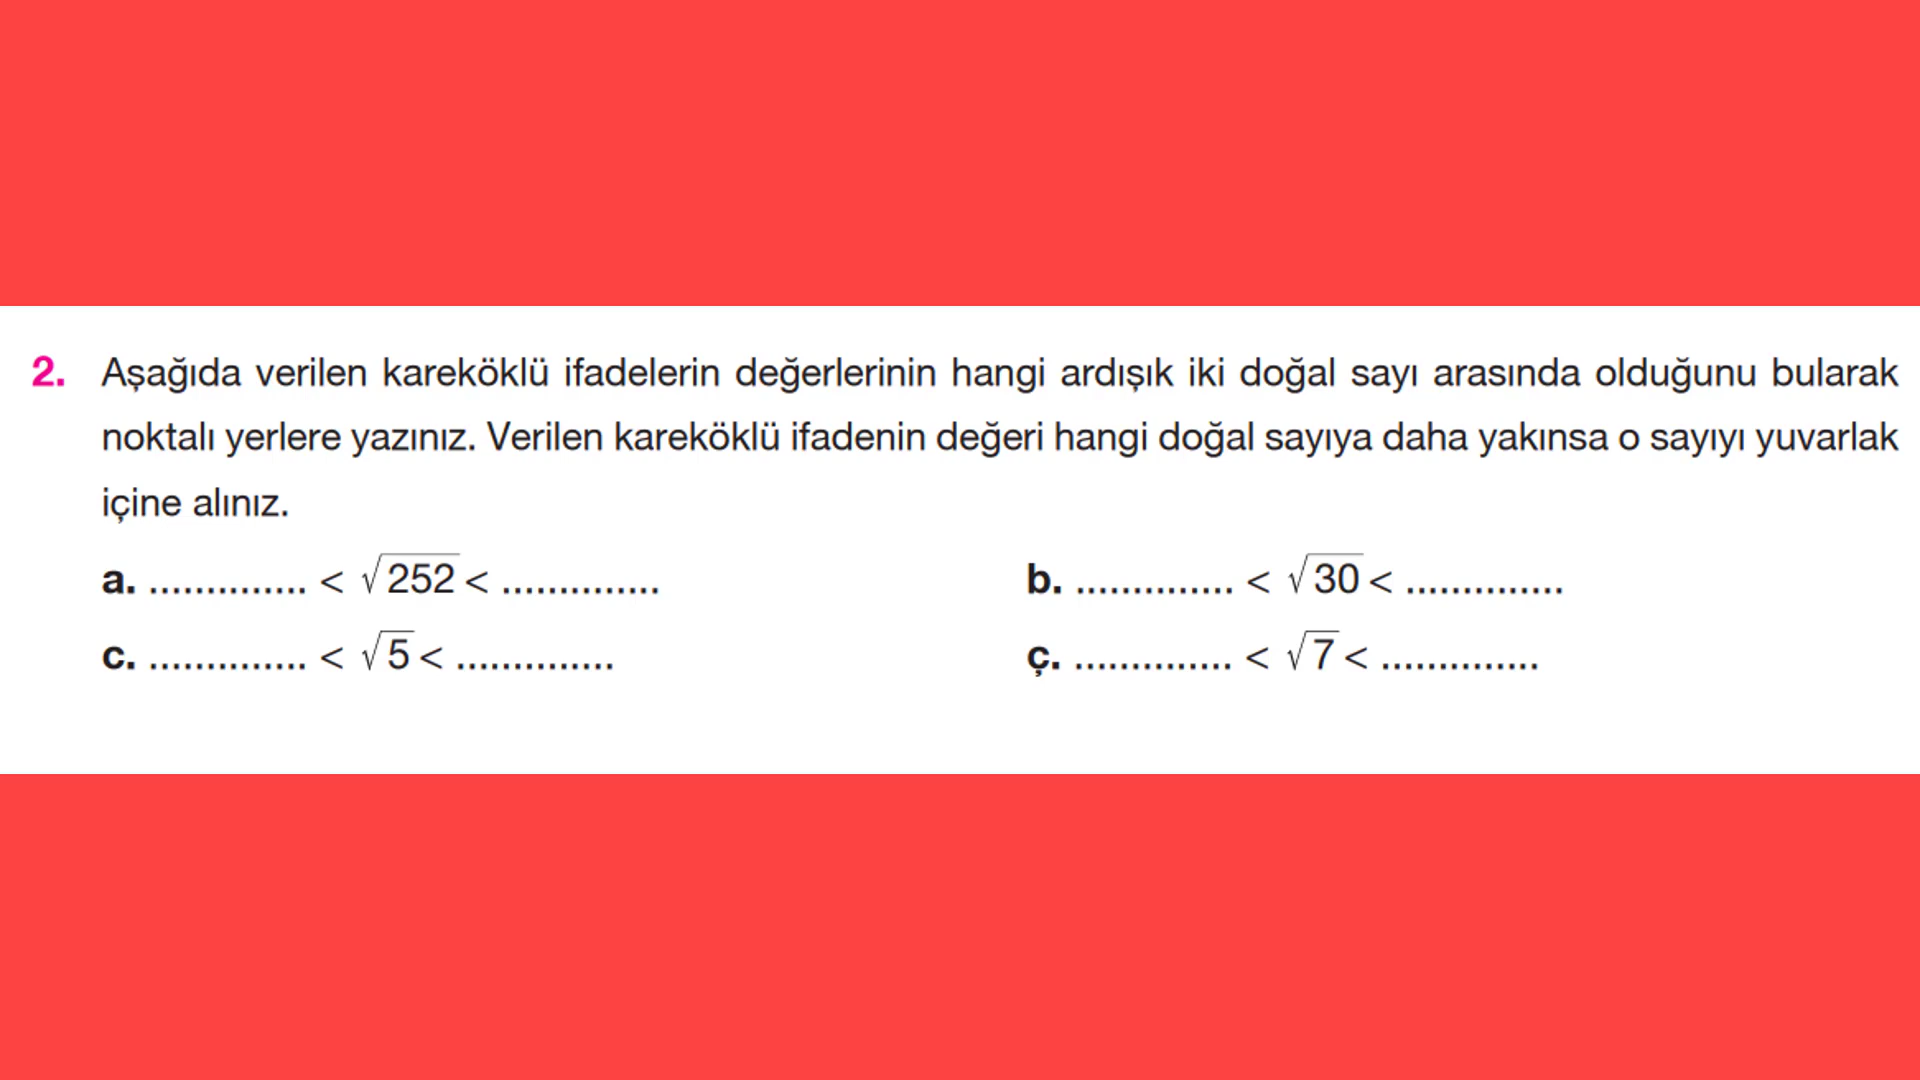 2. Aşağıda verilen kareköklü ifadelerin değerlerinin hangi ardışık iki doğal sayı arasında olduğunu bularak
noktalı yerlere yazınız. Verilen kareköklü ifadenin değeri hangi doğal sayıya daha yakınsa o sayıyı yuvarlak
içine alınız.
a. .............. < √252 < .............. b. .............. < √30 < ..............
c. .............. < √5 < .............. ç. .............. < √7 < ..............